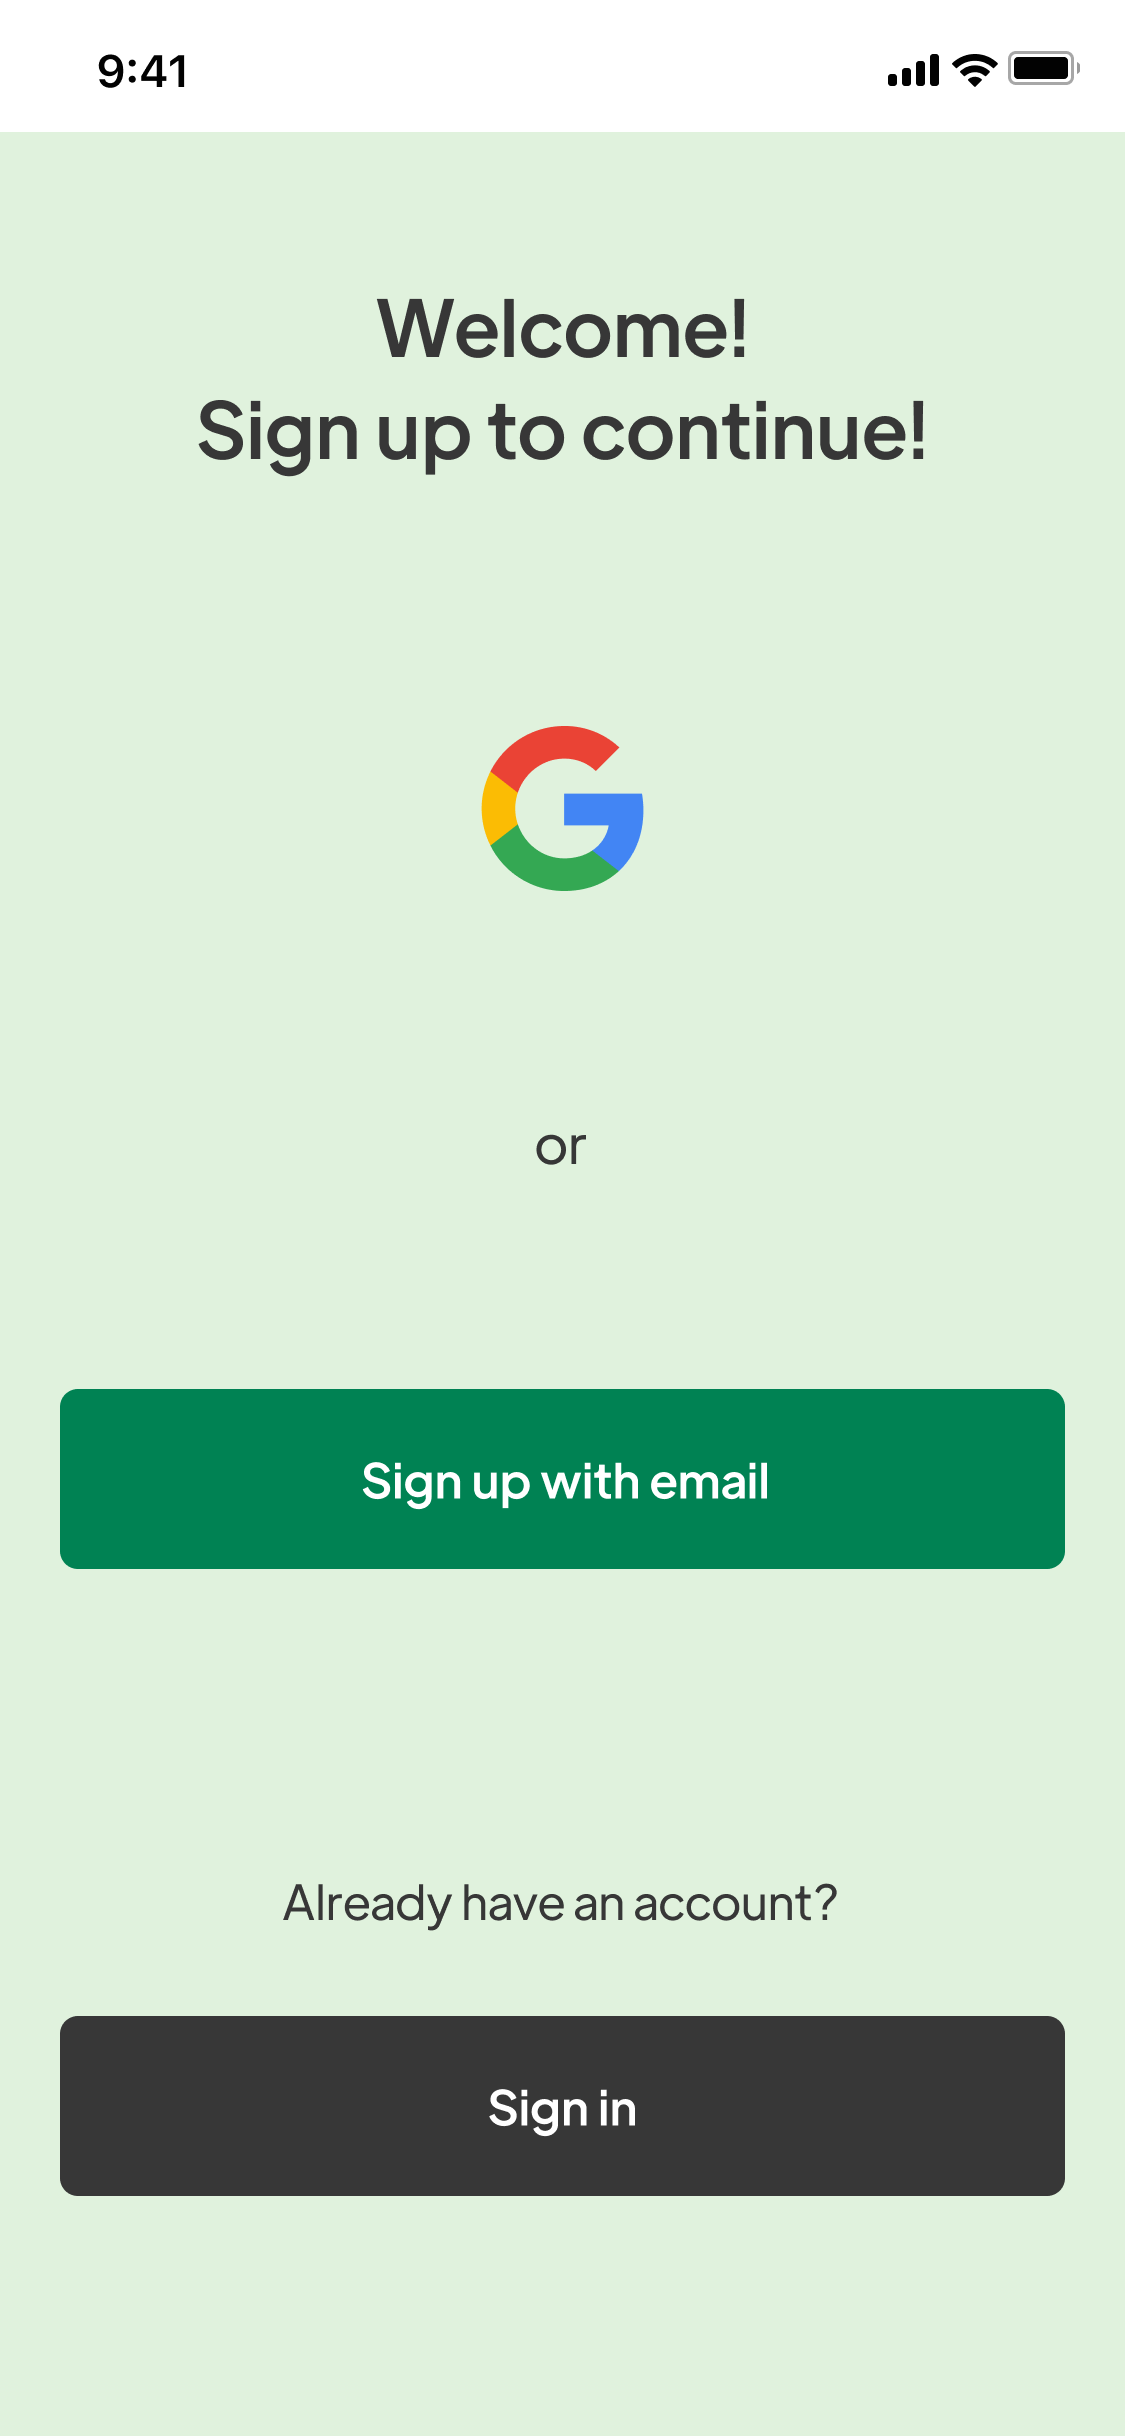 9:41
Welcome!
Sign up to continue!
or
Sign up with email
Already have an account?
Sign in